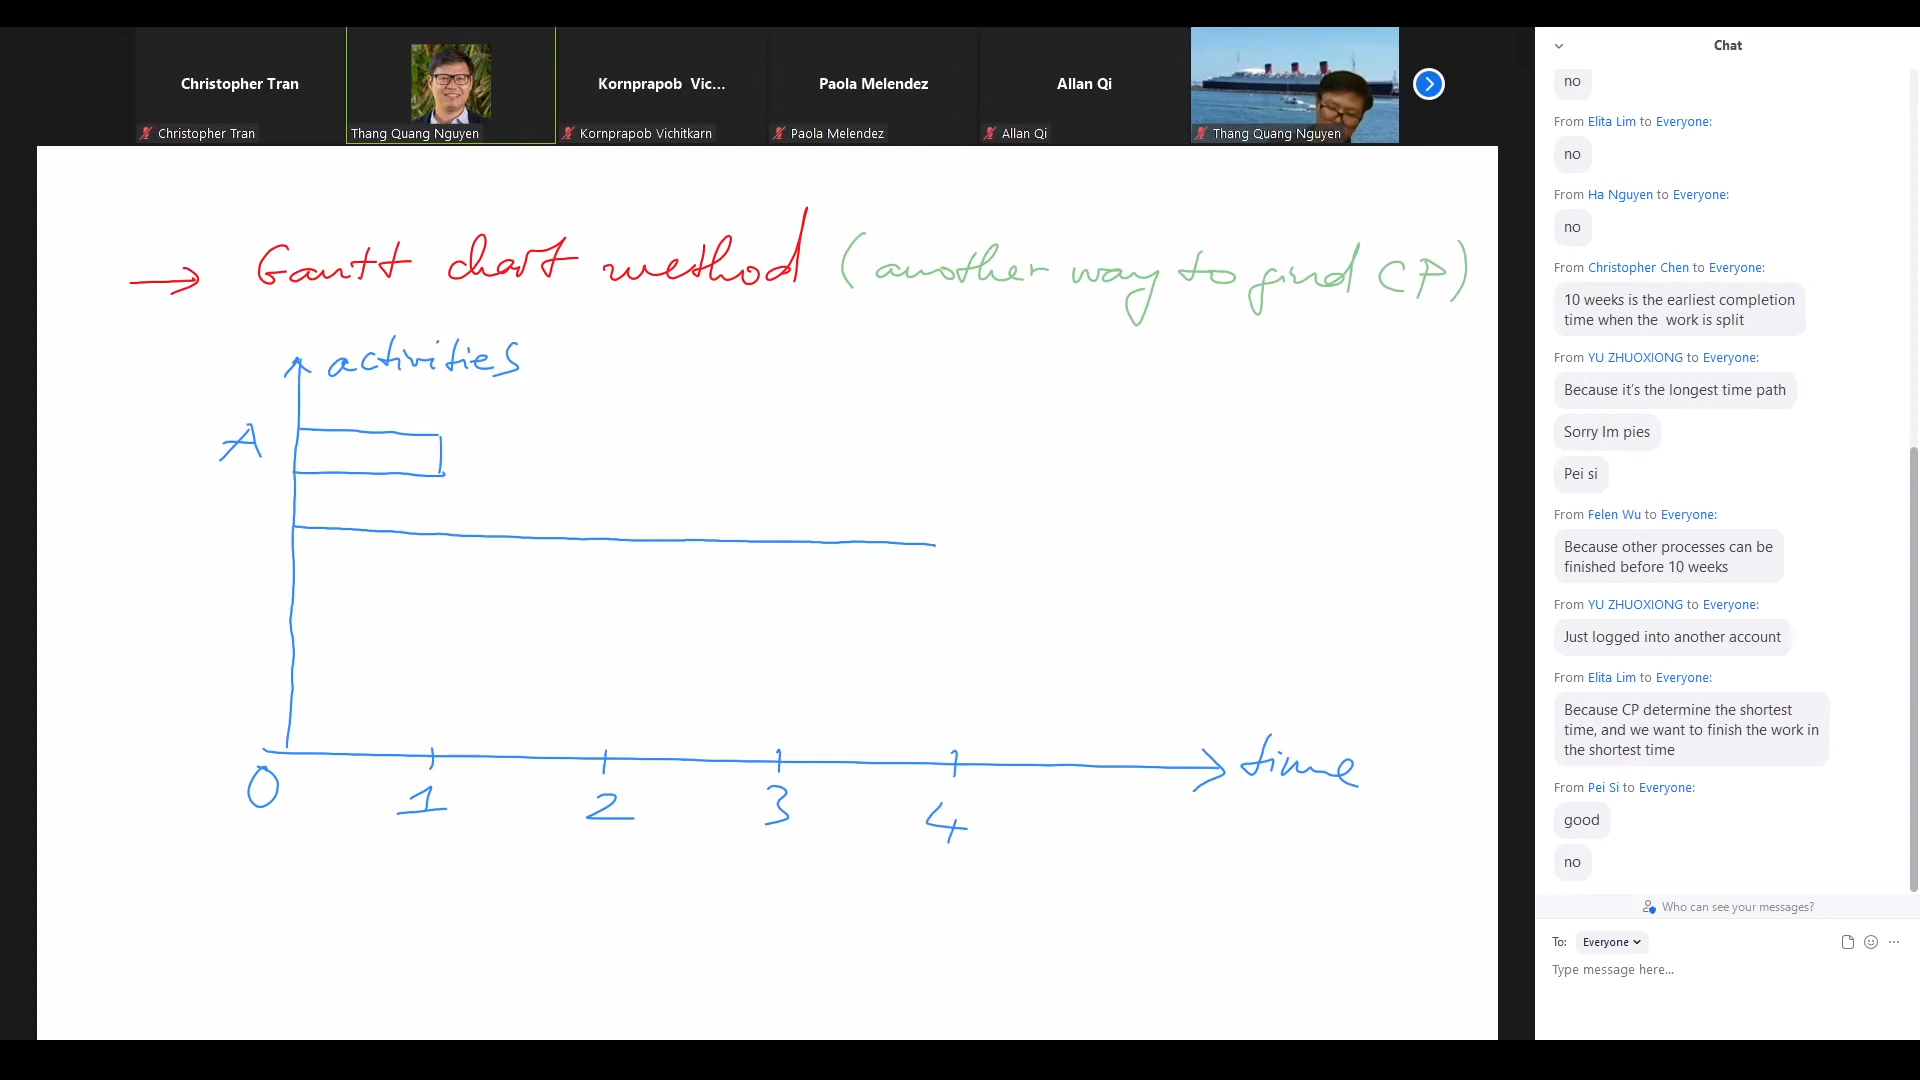 Christopher Tran
Kornprapob Vic...
Paola Melendez
Allan Qi
Christopher Tran
Thang Quang Nguyen
Kornprapob Vichitkarn
Paola Melendez
Allan Qi
Thang Quang Nguyen
→ Gantt chart method (another way to find CP)
activities
A
time
0
1
2
3
4
Chat
no
From Elita Lim to Everyone:
no
From Ha Nguyen to Everyone:
no
From Christopher Chen to Everyone:
10 weeks is the earliest completion
time when the work is split
From YU ZHUOXIONG to Everyone:
Because it's the longest time path
Sorry Im pies
Pei si
From Felen Wu to Everyone:
Because other processes can be
finished before 10 weeks
From YU ZHUOXIONG to Everyone:
Just logged into another account
From Elita Lim to Everyone:
Because CP determine the shortest
time, and we want to finish the work in
the shortest time
From Pei Si to Everyone:
good
no
Who can see your messages?
To: Everyone
Type message here...